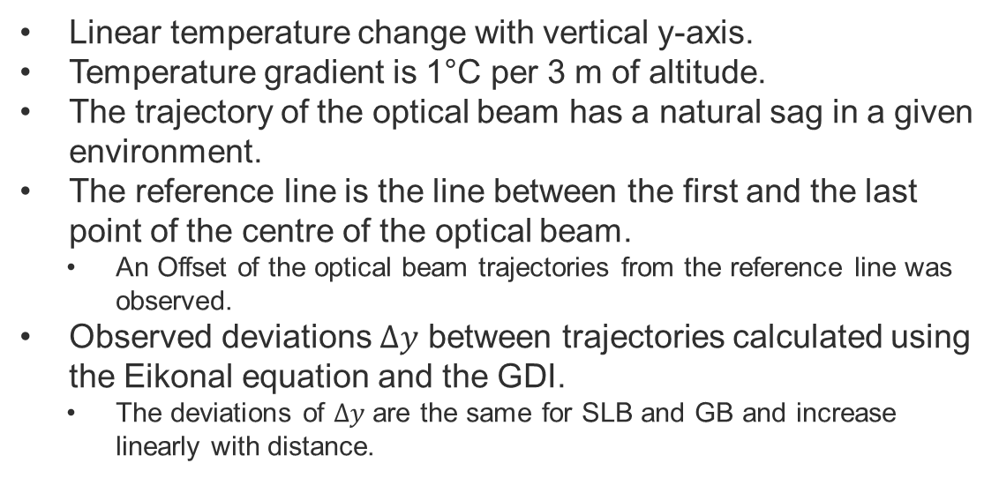 • Linear temperature change with vertical y-axis.
• Temperature gradient is 1°C per 3 m of altitude.
• The trajectory of the optical beam has a natural sag in a given
environment.
• The reference line is the line between the first and the last
point of the centre of the optical beam.
• An Offset of the optical beam trajectories from the reference line was
observed.
• Observed deviations Δ𝑦 between trajectories calculated using
the Eikonal equation and the GDI.
• The deviations of Δ𝑦 are the same for SLB and GB and increase
linearly with distance.